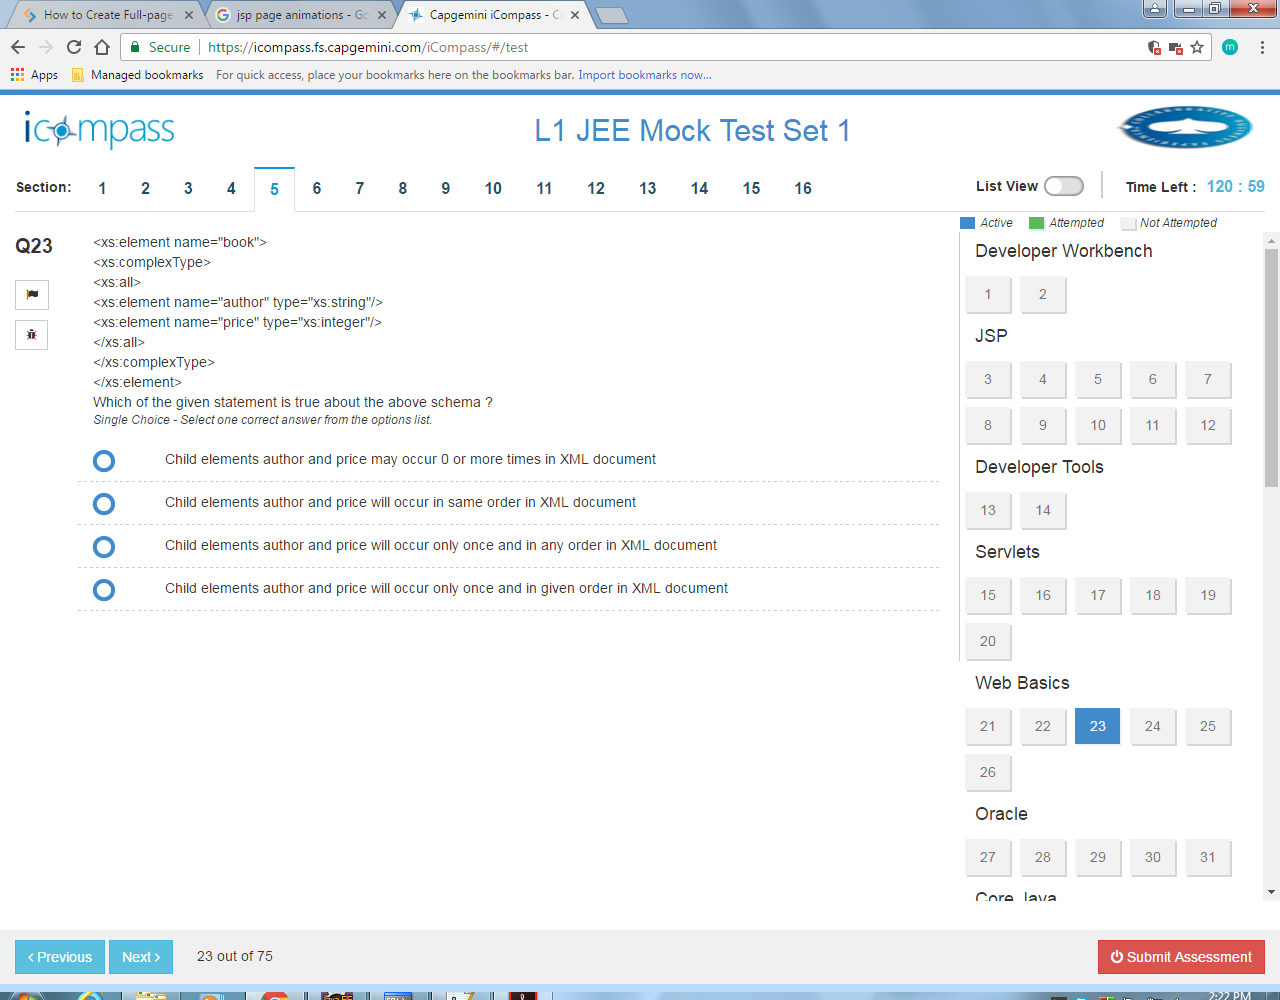 How to Create Full-page
jsp page animations - Go
Capgemini iCompass - C
Secure
https://icompass.fs.capgemini.com/iCompass/#/test
m
Apps
Managed bookmarks
For quick access, place your bookmarks here on the bookmarks bar. Import bookmarks now...
icompass
L1 JEE Mock Test Set 1
Section: 1 2 3 4 5 6 7 8 9 10 11 12 13 14 15 16
List View
Time Left : 120 : 59
Active Attempted Not Attempted
Q23
<xs:element name="book">
<xs:complexType>
<xs:all>
<xs:element name="author" type="xs:string"/>
<xs:element name="price" type="xs:integer"/>
</xs:all>
</xs:complexType>
</xs:element>
Which of the given statement is true about the above schema ?
Single Choice - Select one correct answer from the options list.
Child elements author and price may occur 0 or more times in XML document
Child elements author and price will occur in same order in XML document
Child elements author and price will occur only once and in any order in XML document
Child elements author and price will occur only once and in given order in XML document
Developer Workbench
1 2
JSP
3 4 5 6 7
8 9 10 11 12
Developer Tools
13 14
Servlets
15 16 17 18 19
20
Web Basics
21 22 23 24 25
26
Oracle
27 28 29 30 31
Core Java
‹ Previous
Next ›
23 out of 75
Submit Assessment
2:22 PM